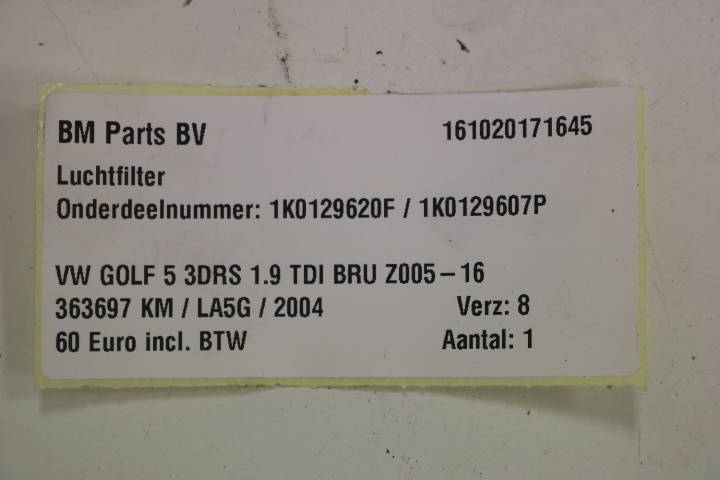 BM Parts BV 161020171645
Luchtfilter
Onderdeelnummer: 1K0129620F / 1K0129607P
VW GOLF 5 3DRS 1.9 TDI BRU Z005-16
363697 KM / LA5G / 2004 Verz: 8
60 Euro incl. BTW Aantal: 1